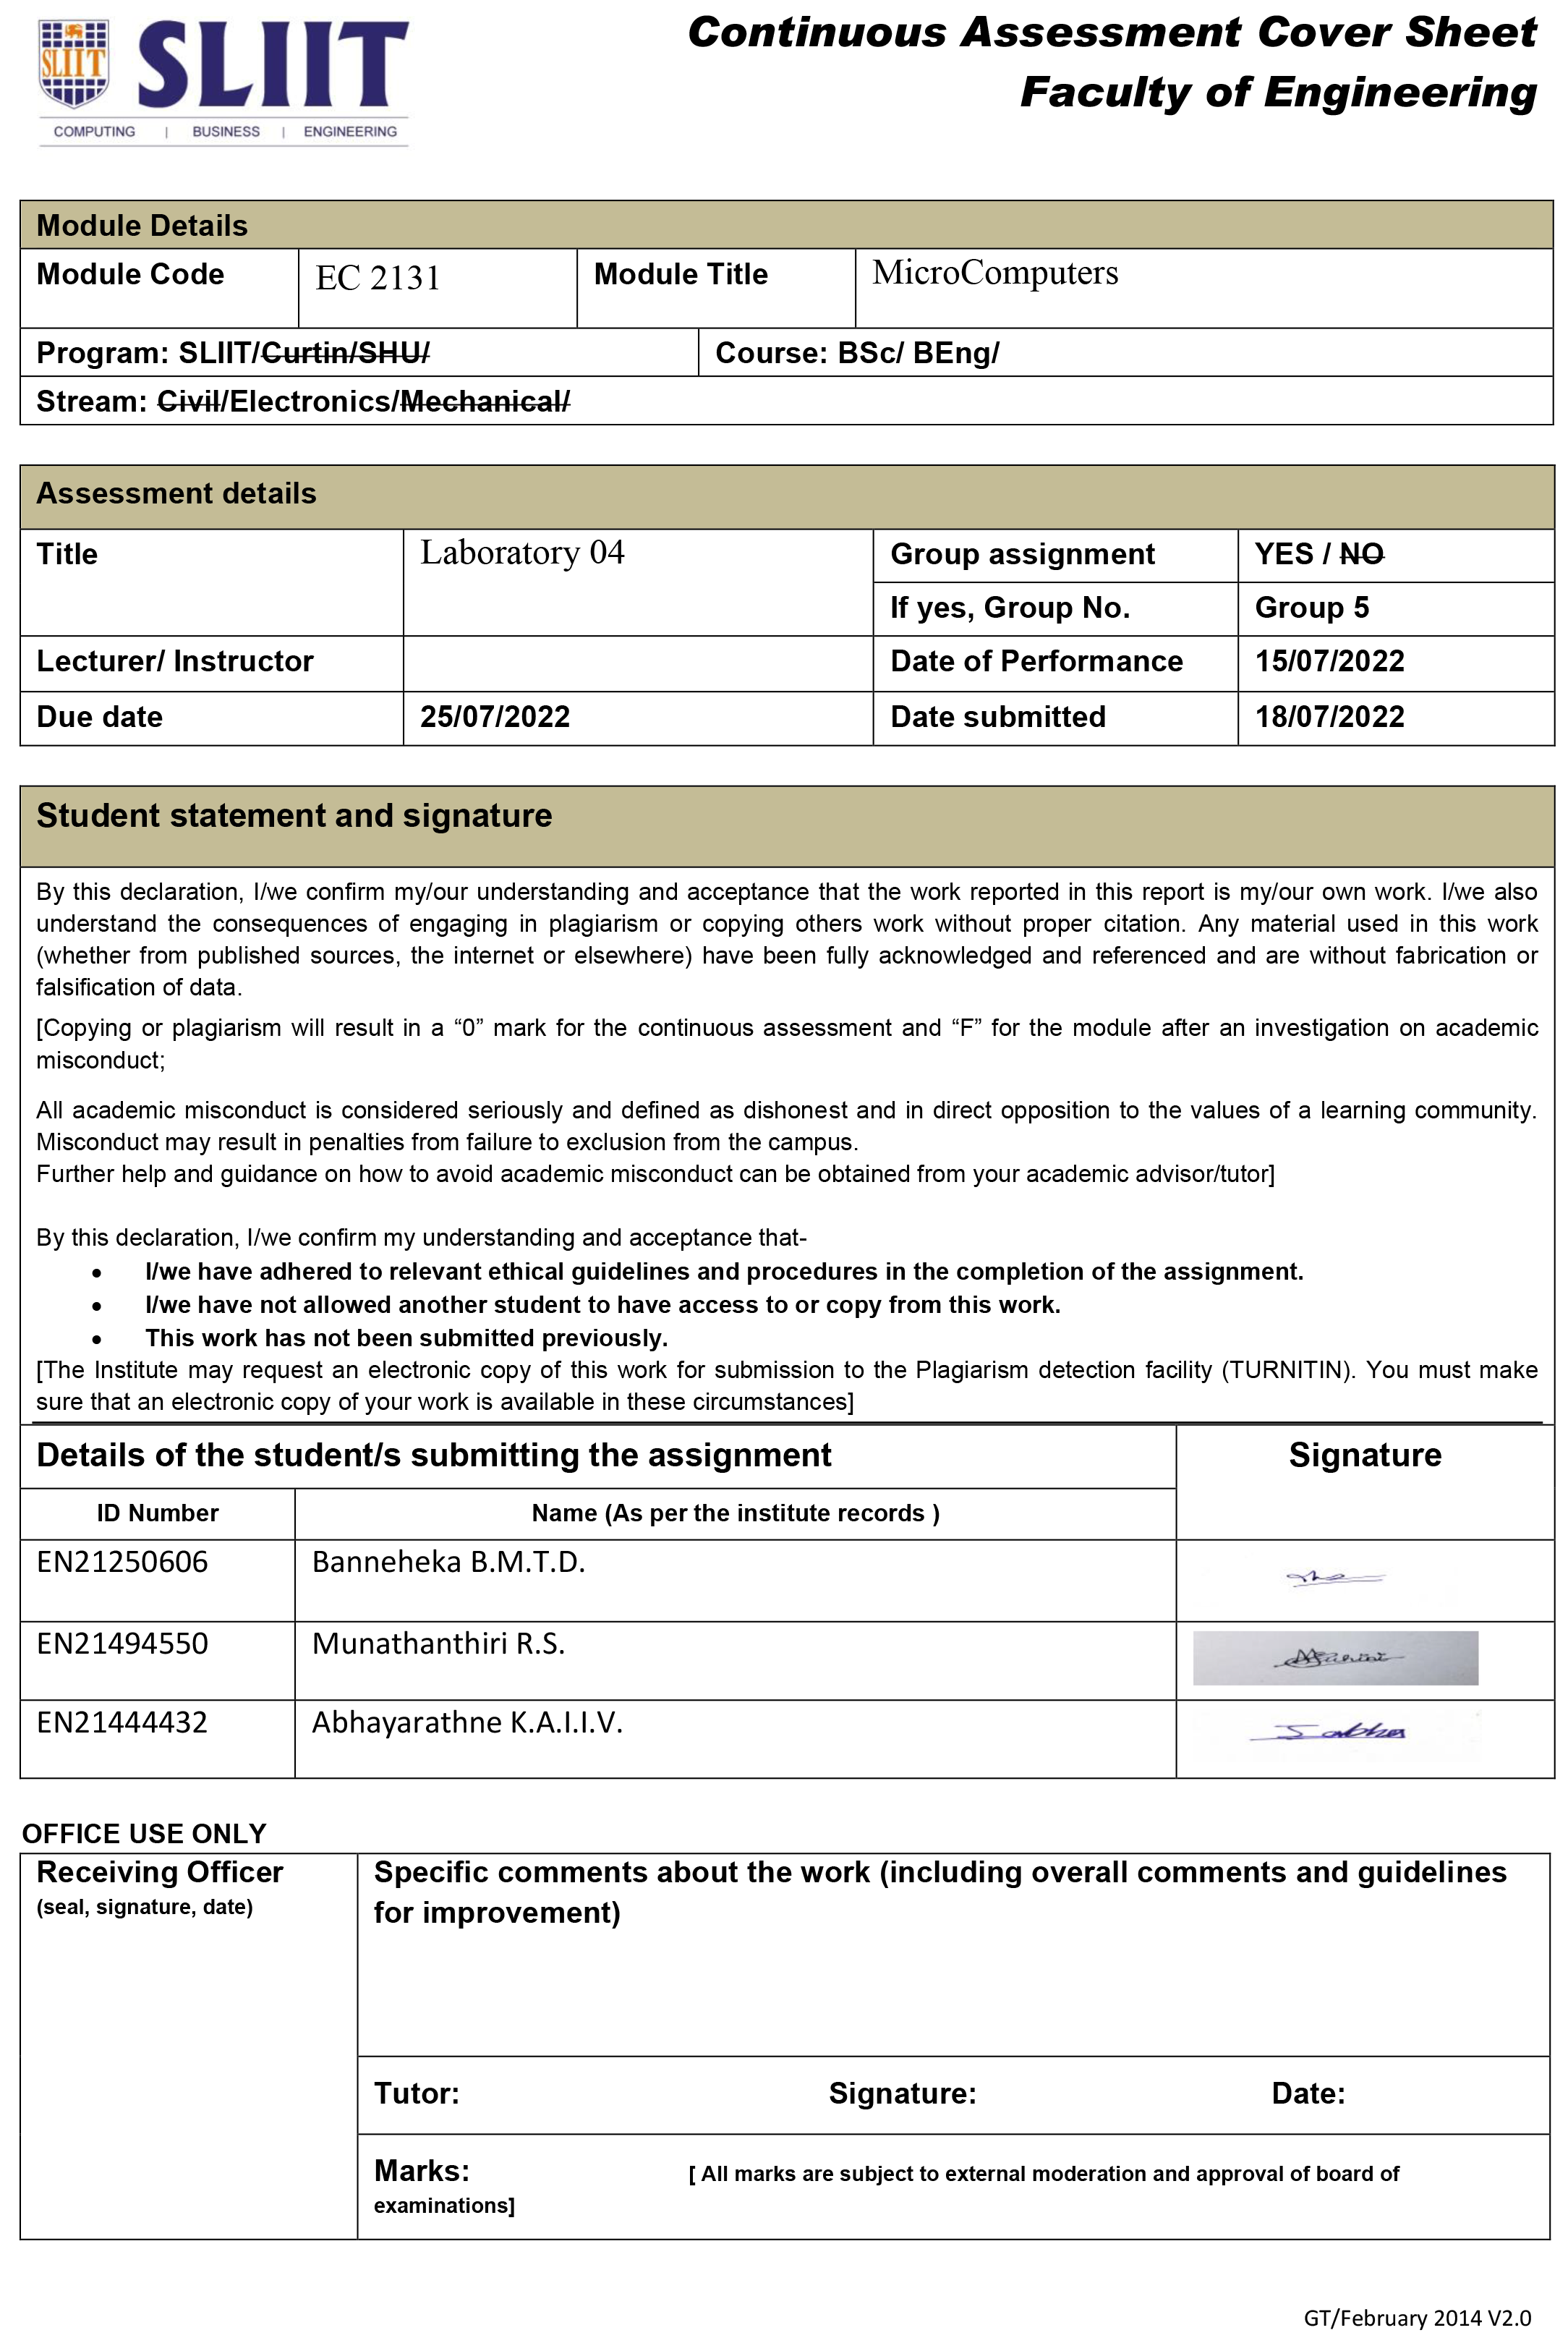 SLIIT
SLIIT
COMPUTING | BUSINESS | ENGINEERING
Continuous Assessment Cover Sheet
Faculty of Engineering
Module Details
Module Code EC 2131 Module Title MicroComputers
Program: SLIIT/Curtin/SHU/ Course: BSc/ BEng/
Stream: Civil/Electronics/Mechanical/
Assessment details
Title Laboratory 04 Group assignment YES / NO
If yes, Group No. Group 5
Lecturer/ Instructor Date of Performance 15/07/2022
Due date 25/07/2022 Date submitted 18/07/2022
Student statement and signature
By this declaration, I/we confirm my/our understanding and acceptance that the work reported in this report is my/our own work. I/we also
understand the consequences of engaging in plagiarism or copying others work without proper citation. Any material used in this work
(whether from published sources, the internet or elsewhere) have been fully acknowledged and referenced and are without fabrication or
falsification of data.
[Copying or plagiarism will result in a “0” mark for the continuous assessment and “F” for the module after an investigation on academic
misconduct;
All academic misconduct is considered seriously and defined as dishonest and in direct opposition to the values of a learning community.
Misconduct may result in penalties from failure to exclusion from the campus.
Further help and guidance on how to avoid academic misconduct can be obtained from your academic advisor/tutor]
By this declaration, I/we confirm my understanding and acceptance that-
• I/we have adhered to relevant ethical guidelines and procedures in the completion of the assignment.
• I/we have not allowed another student to have access to or copy from this work.
• This work has not been submitted previously.
[The Institute may request an electronic copy of this work for submission to the Plagiarism detection facility (TURNITIN). You must make
sure that an electronic copy of your work is available in these circumstances]
Details of the student/s submitting the assignment Signature
ID Number Name (As per the institute records )
EN21250606 Banneheka B.M.T.D.
EN21494550 Munathanthiri R.S.
EN21444432 Abhayarathne K.A.I.I.V.
OFFICE USE ONLY
Receiving Officer
(seal, signature, date)
Specific comments about the work (including overall comments and guidelines
for improvement)
Tutor: Signature: Date:
Marks: [ All marks are subject to external moderation and approval of board of
examinations]
GT/February 2014 V2.0